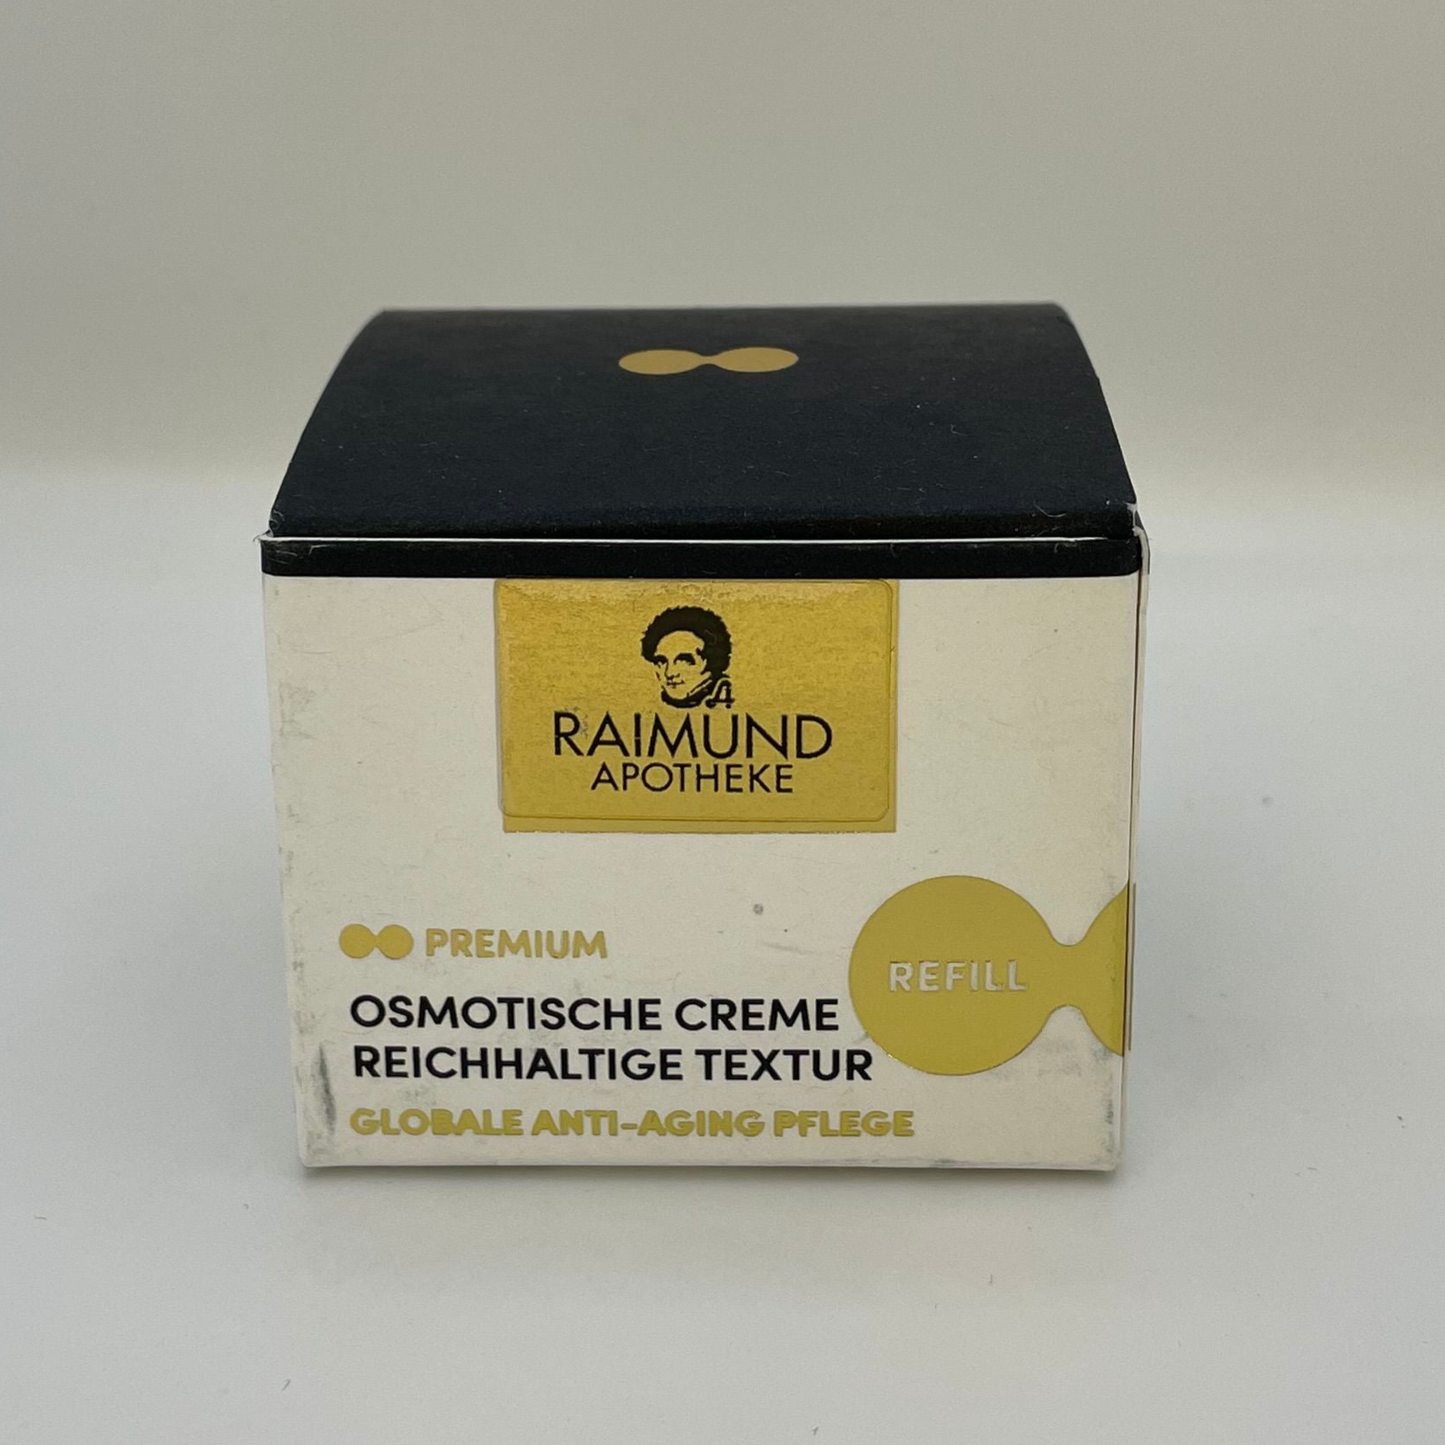 RAIMUND
APOTHEKE
PREMIUM
REFILL
OSMOTISCHE CREME
REICHHALTIGE TEXTUR
GLOBALE ANTI-AGING PFLEGE